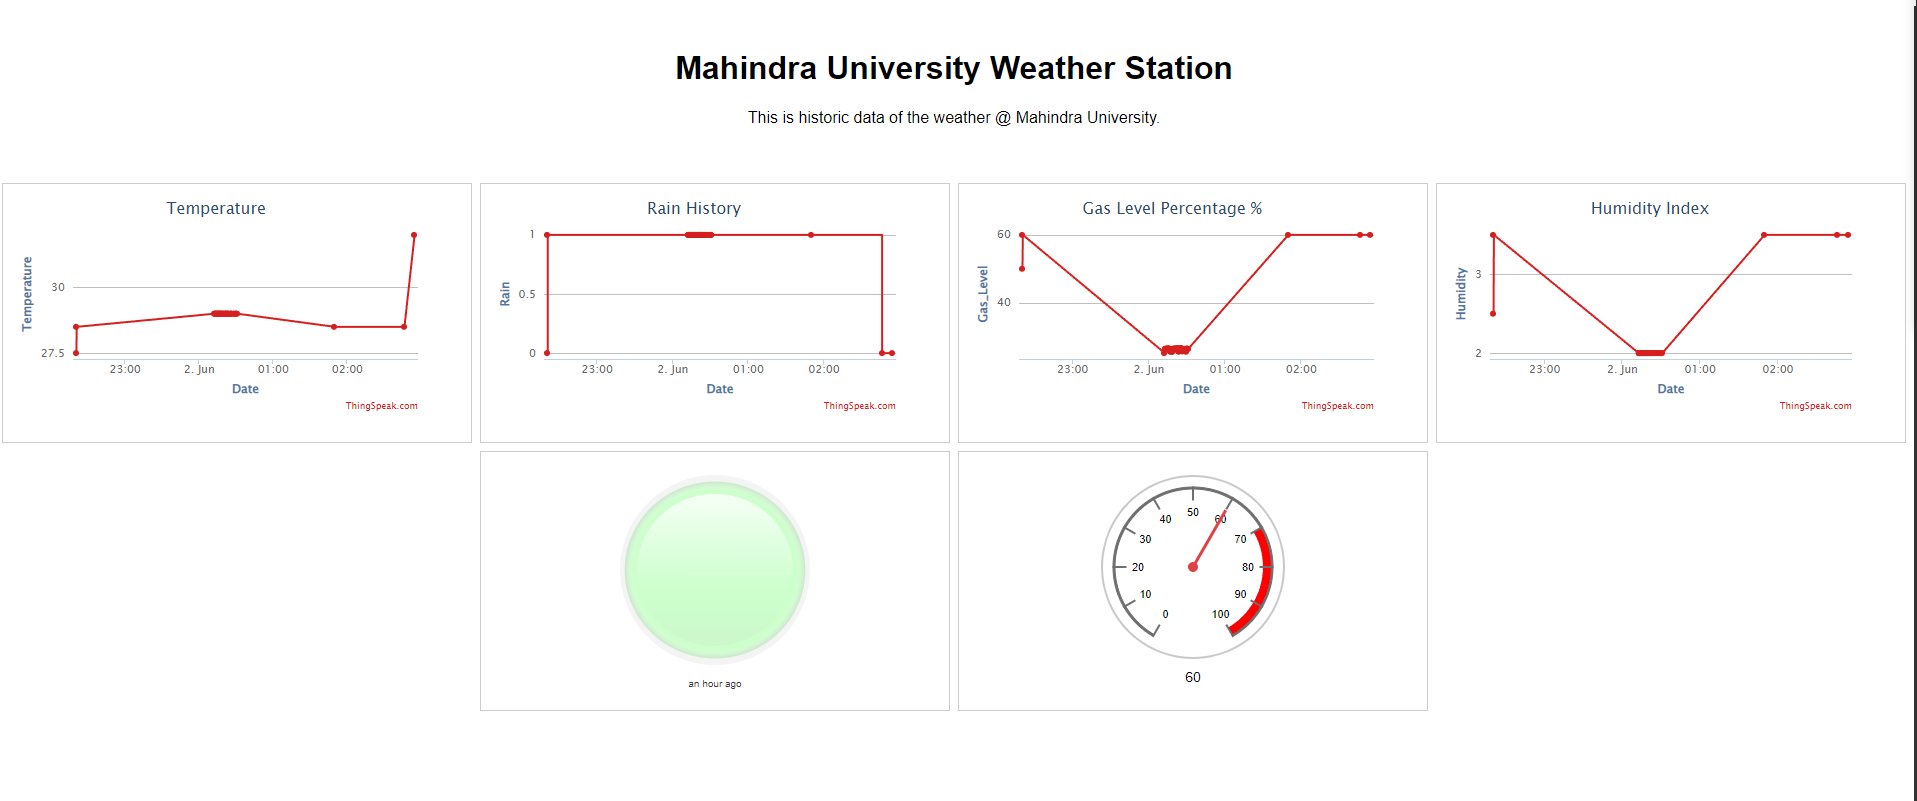 Mahindra University Weather Station
This is historic data of the weather @ Mahindra University.
Temperature
Temperature
30
27.5
23:00 2. Jun 01:00 02:00
Date
ThingSpeak.com
Rain History
Rain
1
0.5
0
23:00 2. Jun 01:00 02:00
Date
ThingSpeak.com
Gas Level Percentage %
Gas_Level
60
40
23:00 2. Jun 01:00 02:00
Date
ThingSpeak.com
Humidity Index
Humidity
3
2
23:00 2. Jun 01:00 02:00
Date
ThingSpeak.com
an hour ago
0
10
20
30
40
50
60
70
80
90
100
60